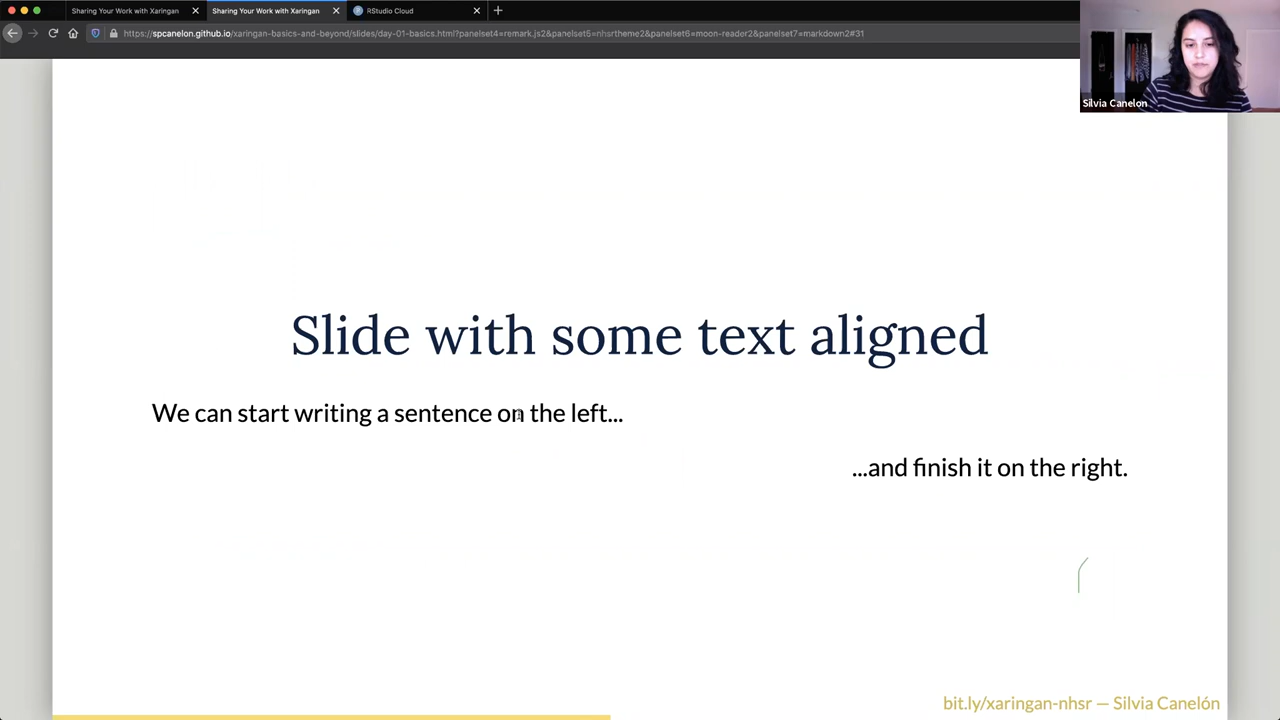 Sharing Your Work with Xaringan
Sharing Your Work with Xaringan
RStudio Cloud
https://spcanelon.github.io/xaringan-basics-and-beyond/slides/day-01-basics.html?panelset4=remark.js2&panelset5=nhsrtheme2&panelset6=moon-reader2&panelset7=markdown2#31
Silvia Canelon
Slide with some text aligned
We can start writing a sentence on the left...
...and finish it on the right.
bit.ly/xaringan-nhsr — Silvia Canelón